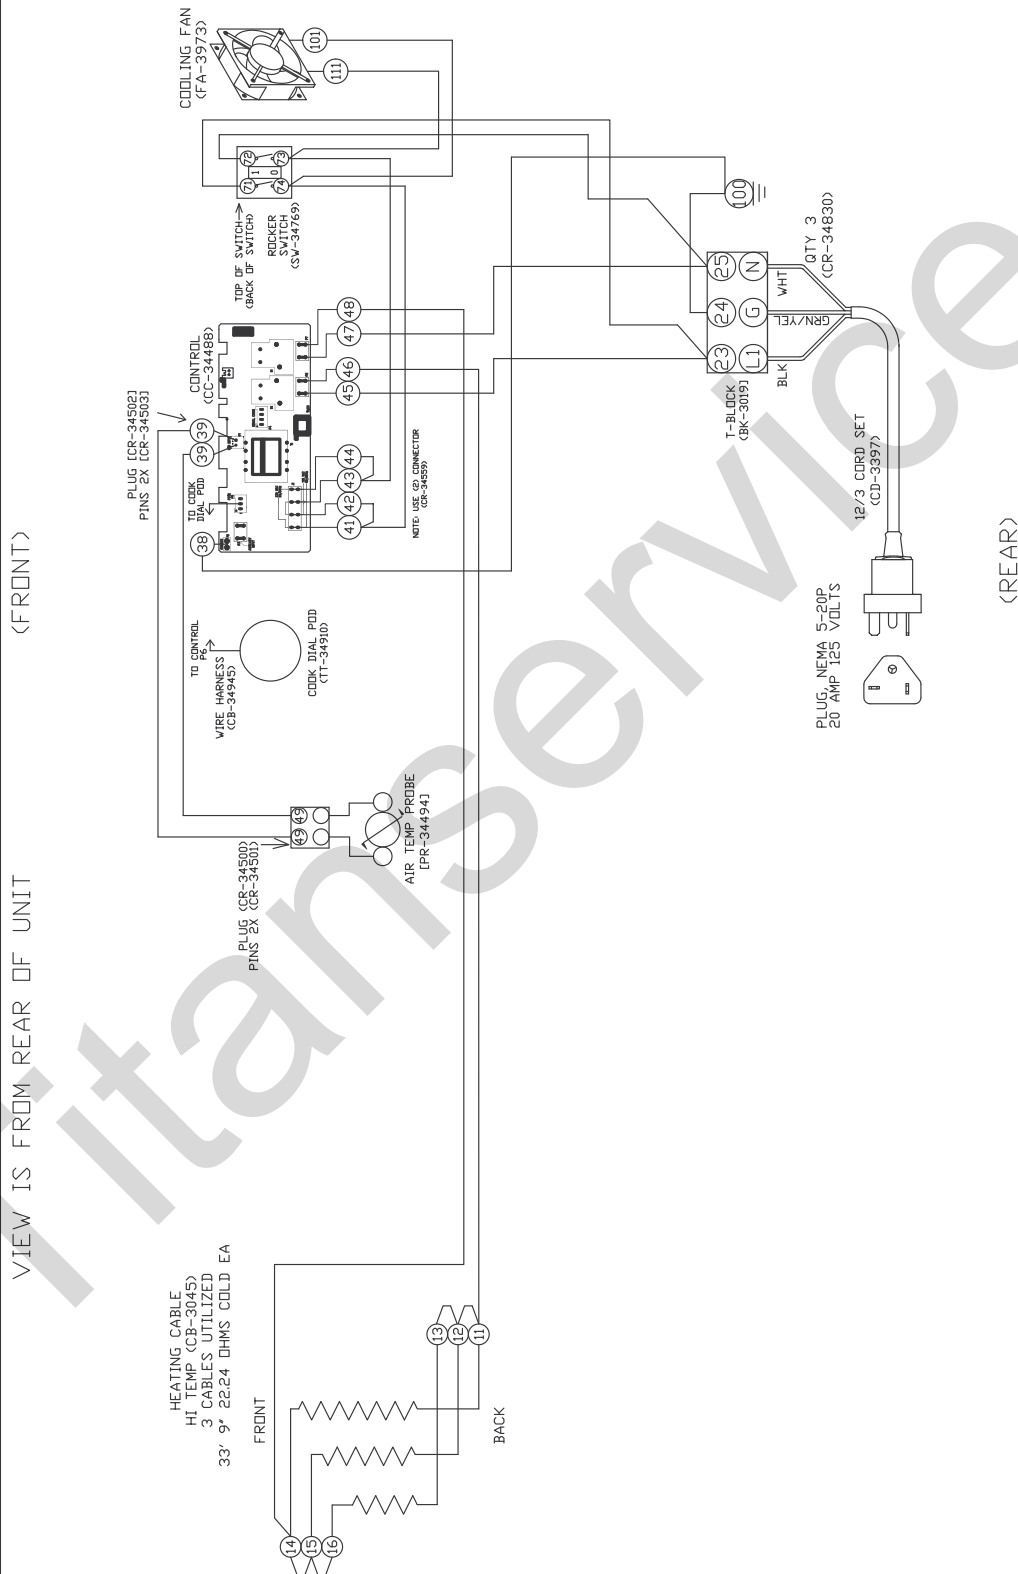 VIEW IS FROM REAR OF UNIT
(FRONT)
(REAR)
COOLING FAN
(FA-3973)
101
111
72
73
71
74
1
0
TOP OF SWITCH
(BACK OF SWITCH)
ROCKER
SWITCH
(SW-34769)
100
CONTROL
(CC-34488)
PLUG [CR-34502]
PINS 2X [CR-34503]
39
39
38
TO COOK
DIAL POD
48
47
46
45
44
43
42
41
NOTE: USE (2) CONNECTOR
(CR-34559)
25
24
23
N
G
L1
T-BLOCK
(BK-3019)
WHT
GRN/YEL
BLK
QTY 3
(CR-34830)
12/3 CORD SET
(CD-3397)
PLUG, NEMA 5-20P
20 AMP 125 VOLTS
TO CONTROL
P6
WIRE HARNESS
(CB-34945)
COOK DIAL POD
(TT-34910)
49
49
PLUG (CR-34500)
PINS 2X (CR-34501)
AIR TEMP PROBE
[PR-34494]
HEATING CABLE
HI TEMP (CB-3045)
3 CABLES UTILIZED
33' 9" 22.24 OHMS COLD EA
FRONT
BACK
13
12
11
14
15
16
Titanservice